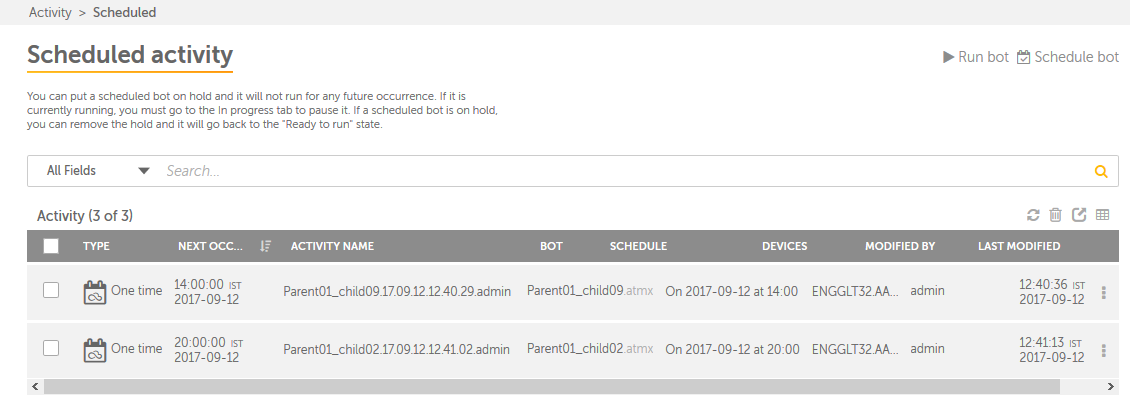 Activity > Scheduled
Scheduled activity
Run bot Schedule bot
You can put a scheduled bot on hold and it will not run for any future occurrence. If it is
currently running, you must go to the In progress tab to pause it. If a scheduled bot is on hold,
you can remove the hold and it will go back to the "Ready to run" state.
All Fields Search...
Activity (3 of 3)
TYPE NEXT OCC... ACTIVITY NAME BOT SCHEDULE DEVICES MODIFIED BY LAST MODIFIED
One time 14:00:00 IST 2017-09-12 Parent01_child09.17.09.12.12.40.29.admin Parent01_child09.atmx On 2017-09-12 at 14:00 ENGGLT32.AA... admin 12:40:36 IST 2017-09-12
One time 20:00:00 IST 2017-09-12 Parent01_child02.17.09.12.12.41.02.admin Parent01_child02.atmx On 2017-09-12 at 20:00 ENGGLT32.AA... admin 12:41:13 IST 2017-09-12